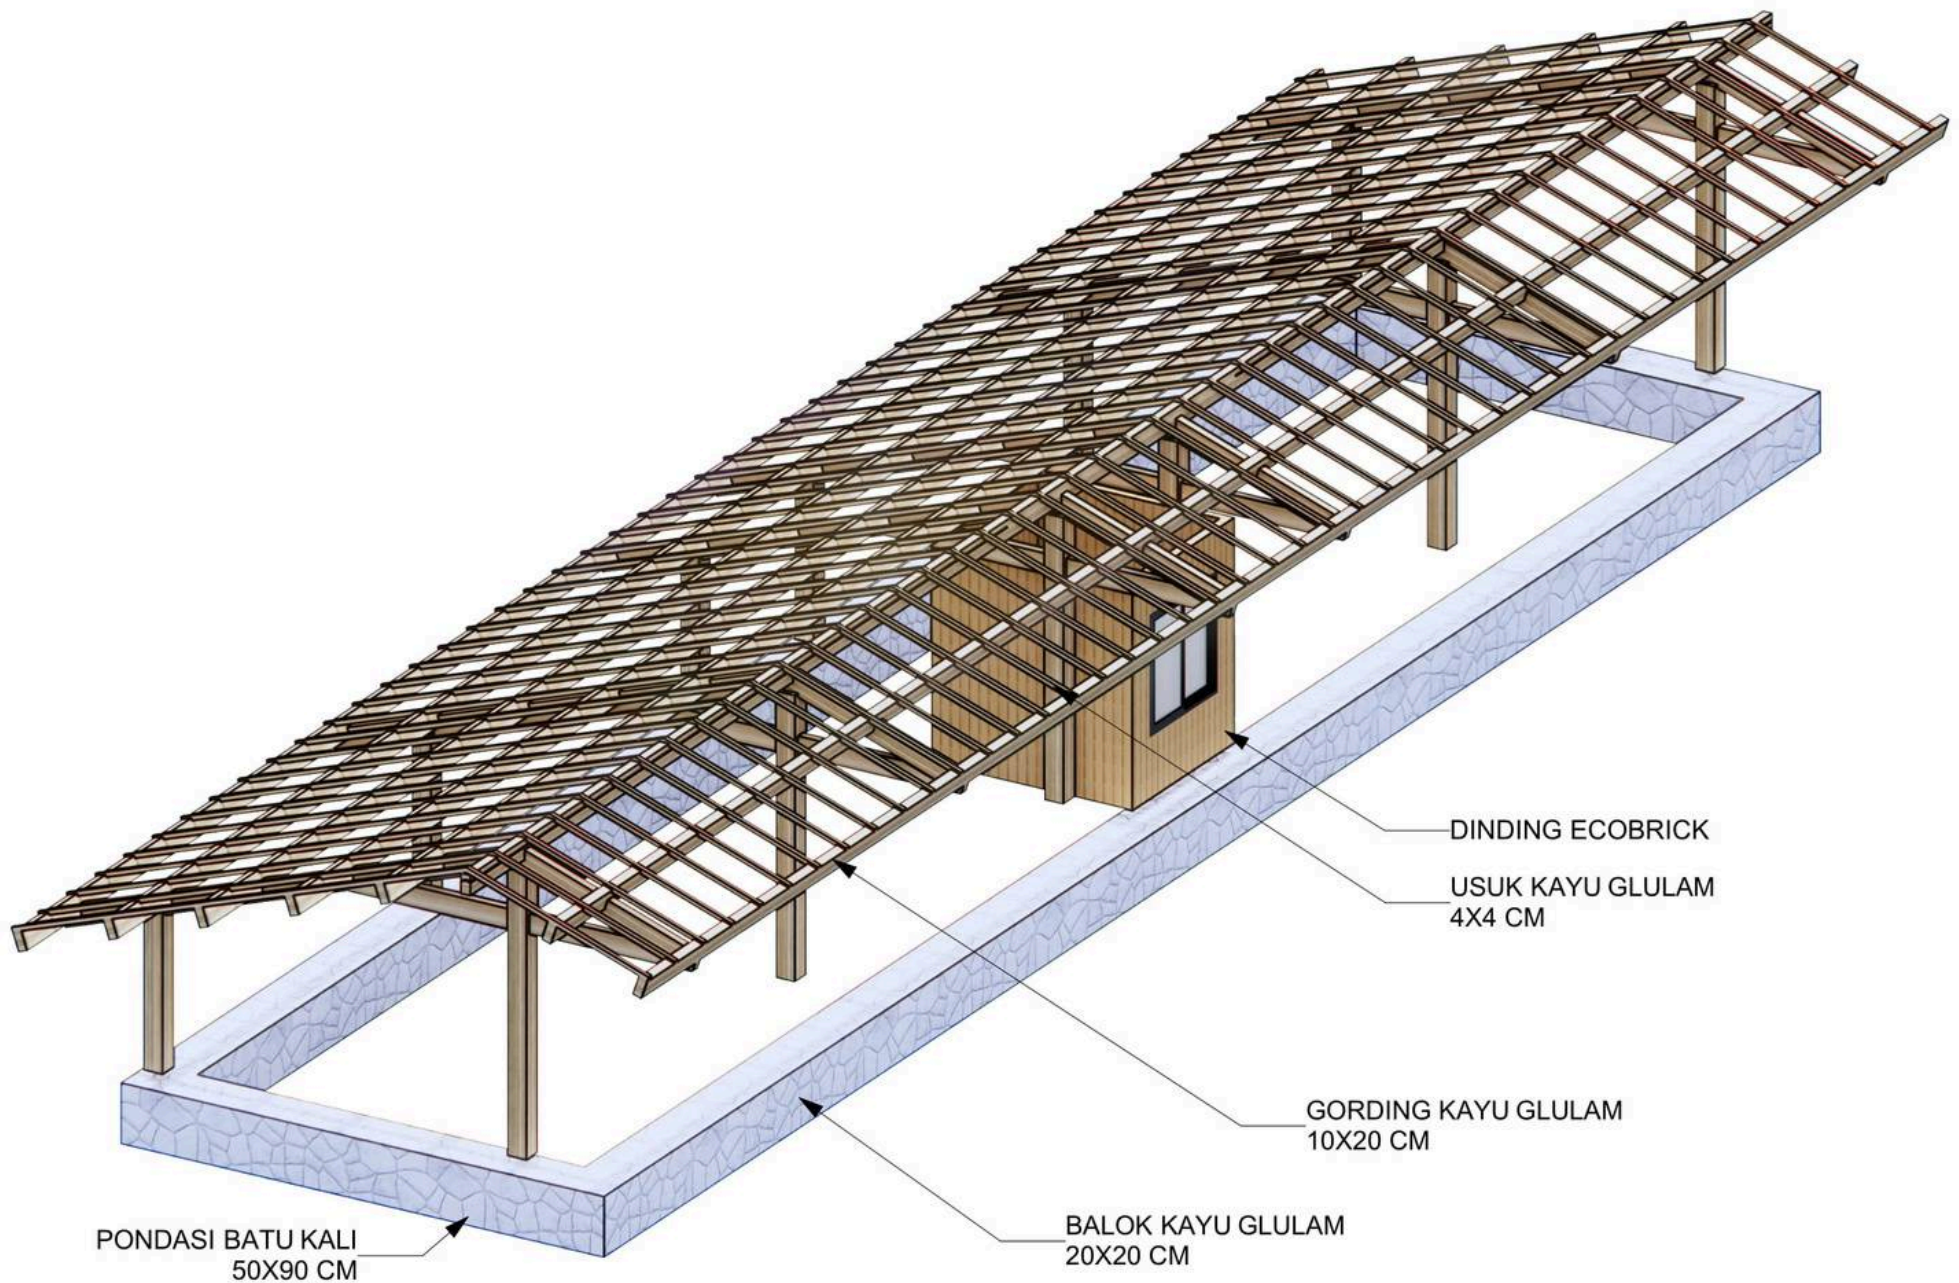 DINDING ECOBRICK
USUK KAYU GLULAM
4X4 CM
GORDING KAYU GLULAM
10X20 CM
BALOK KAYU GLULAM
20X20 CM
PONDASI BATU KALI
50X90 CM